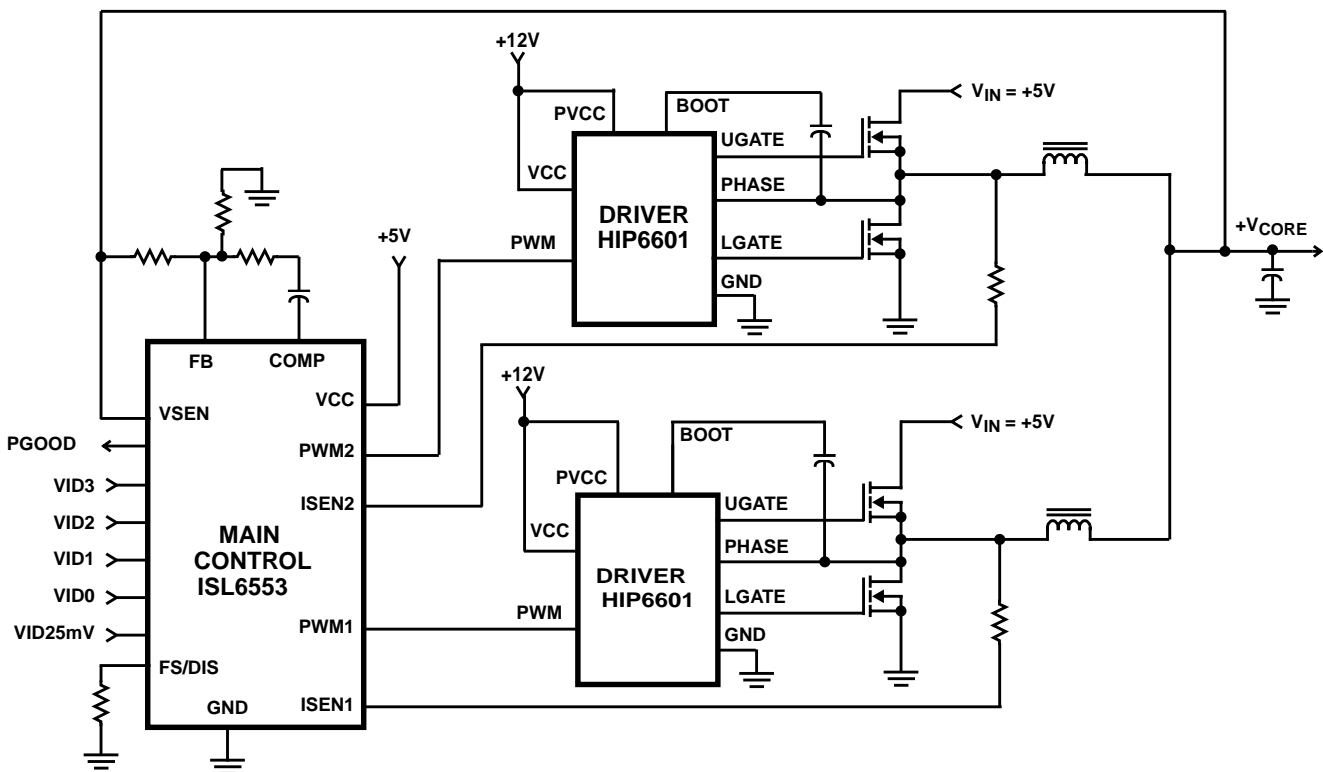 +12V
PVCC
BOOT
V_IN = +5V
UGATE
VCC
PHASE
DRIVER
HIP6601
+5V
PWM
LGATE
+V_CORE
GND
FB
COMP
+12V
VCC
VSEN
PGOOD
PWM2
BOOT
V_IN = +5V
VID3
PVCC
ISEN2
UGATE
VID2
VCC
MAIN
CONTROL
ISL6553
PHASE
VID1
DRIVER
HIP6601
VID0
LGATE
PWM
PWM1
VID25mV
GND
FS/DIS
GND
ISEN1